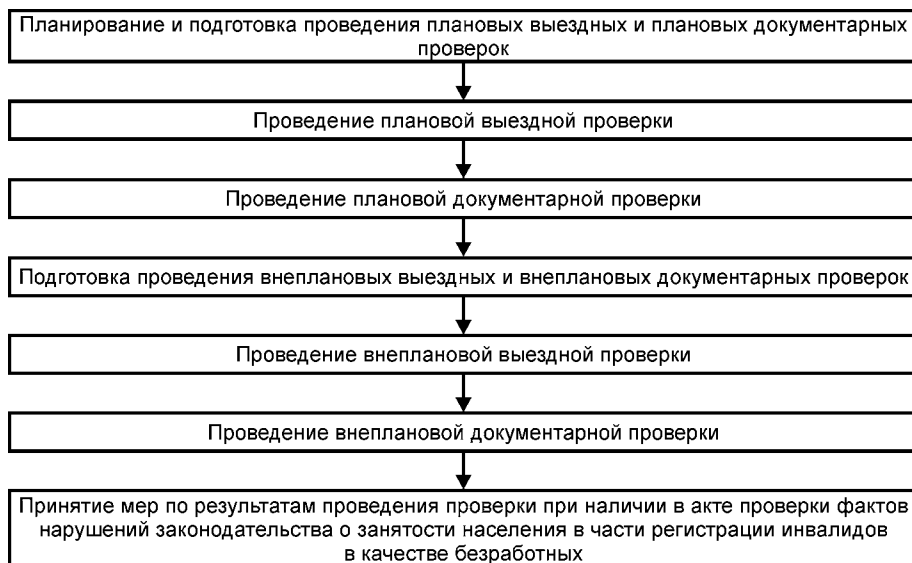 Планирование и подготовка проведения плановых выездных и плановых документарных
проверок
Проведение плановой выездной проверки
Проведение плановой документарной проверки
Подготовка проведения внеплановых выездных и внеплановых документарных проверок
Проведение внеплановой выездной проверки
Проведение внеплановой документарной проверки
Принятие мер по результатам проведения проверки при наличии в акте проверки фактов
нарушений законодательства о занятости населения в части регистрации инвалидов
в качестве безработных